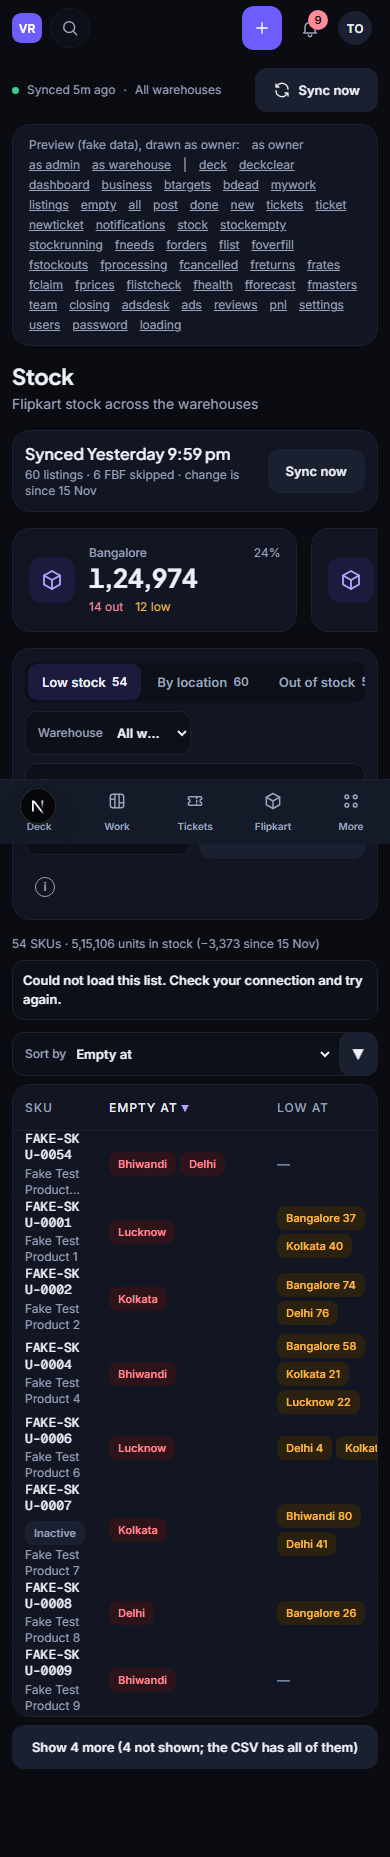 VR
9
TO
Synced 5m ago · All warehouses
Sync now
Preview (fake data), drawn as owner: as owner
as admin as warehouse | deck deckclear
dashboard business btargets bdead mywork
listings empty all post done new tickets ticket
newticket notifications stock stockempty
stockrunning fneeds forders flist foverfill
fstockouts fprocessing fcancelled freturns frates
fclaim fprices flistcheck fhealth fforecast fmasters
team closing adsdesk ads reviews pnl settings
users password loading
Stock
Flipkart stock across the warehouses
Synced Yesterday 9:59 pm
60 listings · 6 FBF skipped · change is
since 15 Nov
Sync now
Bangalore 24%
1,24,974
14 out 12 low
Low stock 54 By location 60 Out of stock
Warehouse All w...
N
Deck Work Tickets Flipkart More
i
54 SKUs · 5,15,106 units in stock (−3,373 since 15 Nov)
Could not load this list. Check your connection and try
again.
Sort by Empty at ▼
SKU EMPTY AT ▼ LOW AT
FAKE-SK
U-0054
Fake Test
Product...
Bhiwandi Delhi
—
FAKE-SK
U-0001
Fake Test
Product 1
Lucknow
Bangalore 37
Kolkata 40
FAKE-SK
U-0002
Fake Test
Product 2
Kolkata
Bangalore 74
Delhi 76
FAKE-SK
U-0004
Fake Test
Product 4
Bhiwandi
Bangalore 58
Kolkata 21
Lucknow 22
FAKE-SK
U-0006
Fake Test
Product 6
Lucknow
Delhi 4 Kolkat
FAKE-SK
U-0007
Inactive
Fake Test
Product 7
Kolkata
Bhiwandi 80
Delhi 41
FAKE-SK
U-0008
Fake Test
Product 8
Delhi
Bangalore 26
FAKE-SK
U-0009
Fake Test
Product 9
Bhiwandi
—
Show 4 more (4 not shown; the CSV has all of them)